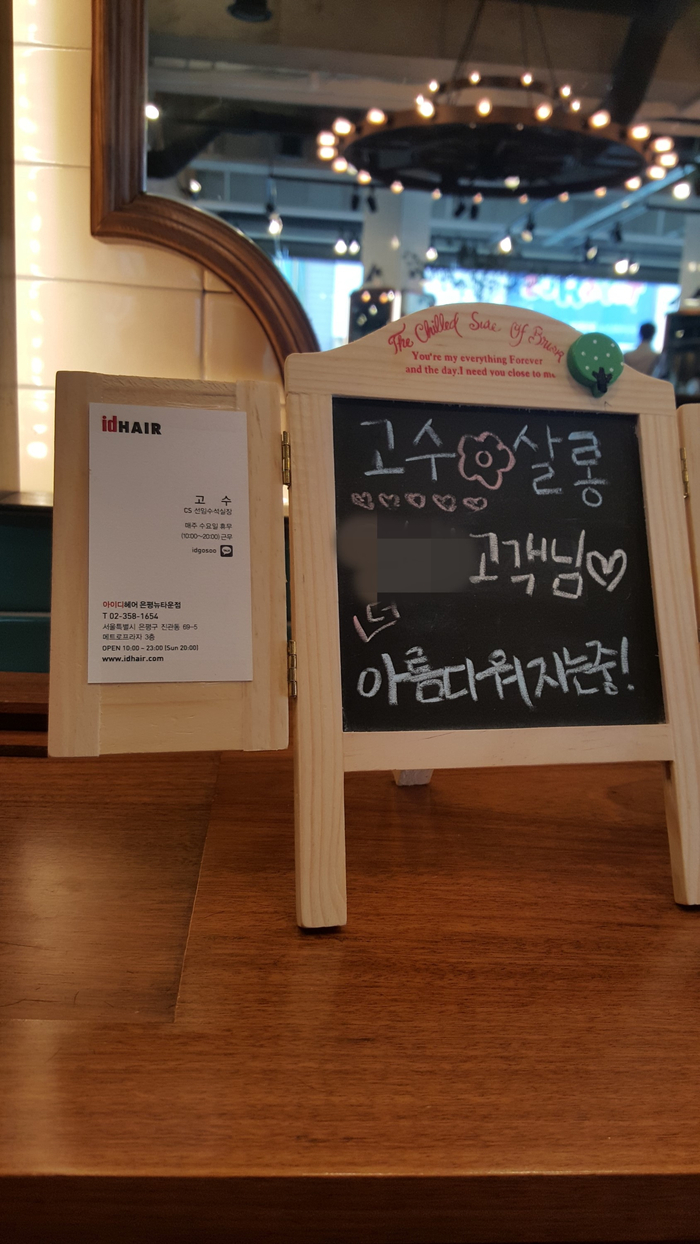 idHAIR
고 수
CS 선임수석실장
매주 수요일 휴무
(10:00~20:00) 근무
idgosoo
아이디헤어 은평뉴타운점
T 02-358-1654
서울특별시 은평구 진관동 69-5
메트로프라자 3층
OPEN 10:00 ~ 23:00 (Sun 20:00)
www.idhair.com
The Chilled Side Of Brown
You're my everything Forever
and the day.I need you close to me
고수 살롱
고객님
아름다워지는중!